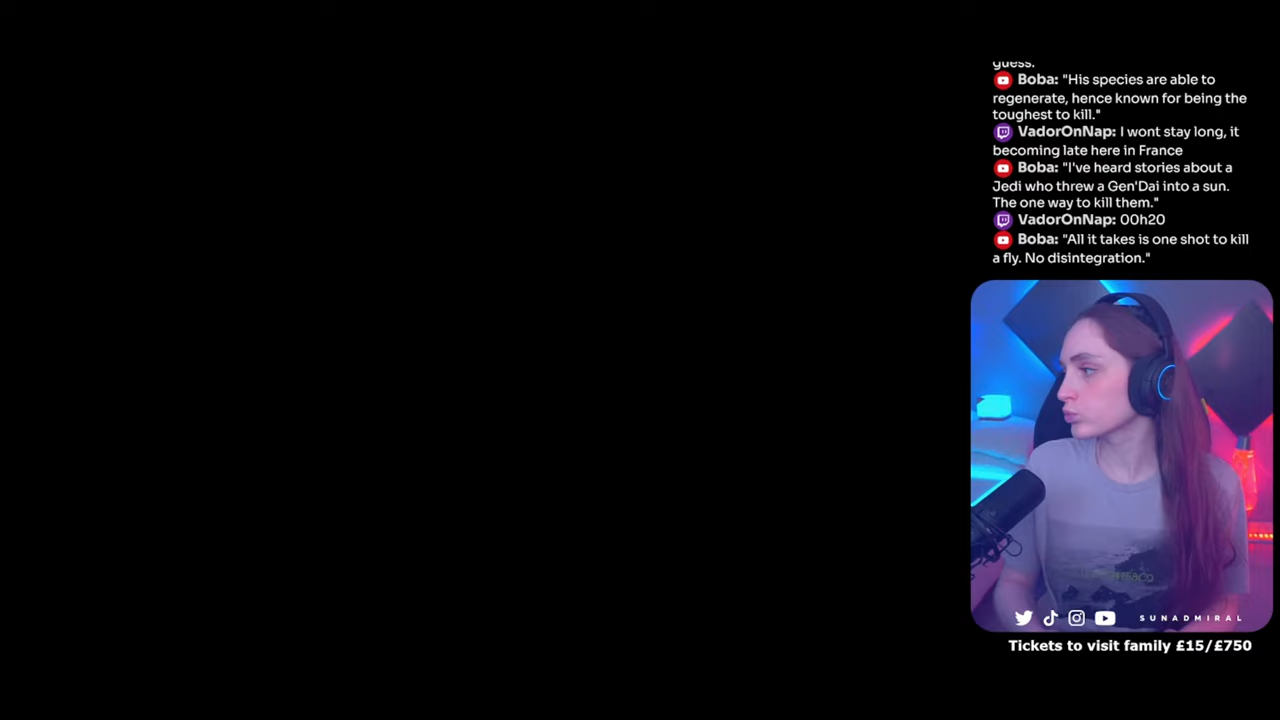 guess.
Boba: "His species are able to
regenerate, hence known for being the
toughest to kill."
VadorOnNap: I wont stay long, it
becoming late here in France
Boba: "I've heard stories about a
Jedi who threw a Gen'Dai into a sun.
The one way to kill them."
VadorOnNap: 00h20
Boba: "All it takes is one shot to kill
a fly. No disintegration."
SUNADMIRAL
Tickets to visit family £15/£750